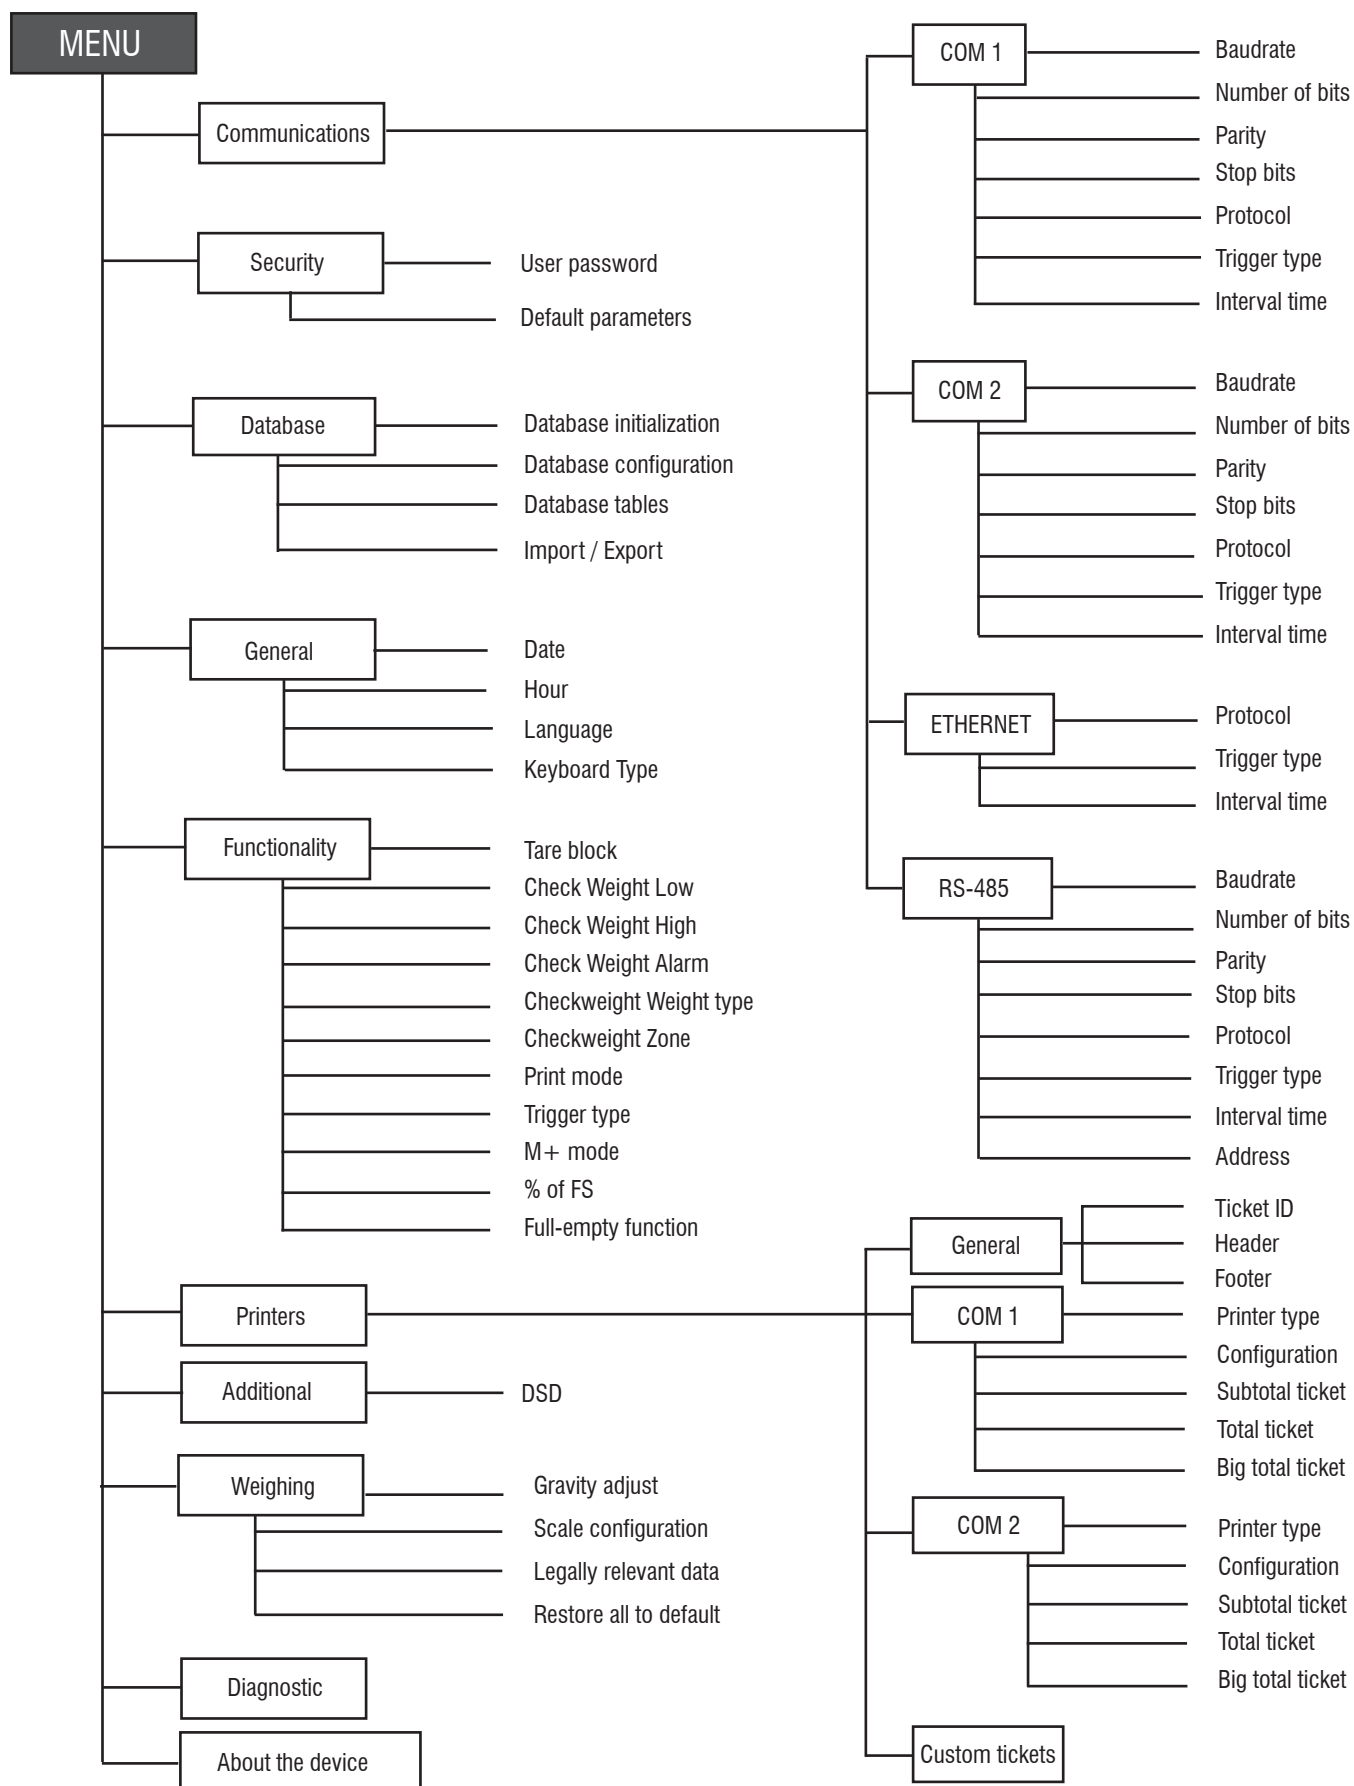 MENU
Communications
COM 1
Baudrate
Number of bits
Parity
Stop bits
Protocol
Trigger type
Interval time
COM 2
Baudrate
Number of bits
Parity
Stop bits
Protocol
Trigger type
Interval time
ETHERNET
Protocol
Trigger type
Interval time
RS-485
Baudrate
Number of bits
Parity
Stop bits
Protocol
Trigger type
Interval time
Address
Security
User password
Default parameters
Database
Database initialization
Database configuration
Database tables
Import / Export
General
Date
Hour
Language
Keyboard Type
Functionality
Tare block
Check Weight Low
Check Weight High
Check Weight Alarm
Checkweight Weight type
Checkweight Zone
Print mode
Trigger type
M+ mode
% of FS
Full-empty function
Printers
General
Ticket ID
Header
Footer
COM 1
Printer type
Configuration
Subtotal ticket
Total ticket
Big total ticket
COM 2
Printer type
Configuration
Subtotal ticket
Total ticket
Big total ticket
Custom tickets
Additional
DSD
Weighing
Gravity adjust
Scale configuration
Legally relevant data
Restore all to default
Diagnostic
About the device